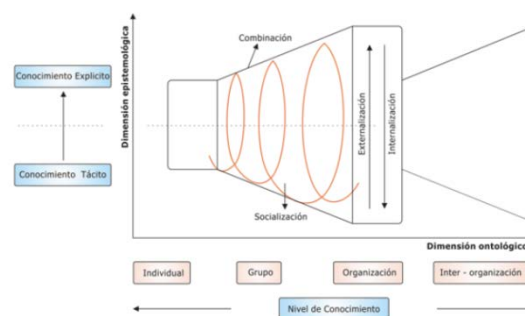 Combinación
Conocimiento Explicito
Dimensión epistemológica
Externalización
Internalización
Conocimiento Tácito
Socialización
Dimensión ontológica
Individual
Grupo
Organización
Inter - organización
Nivel de Conocimiento